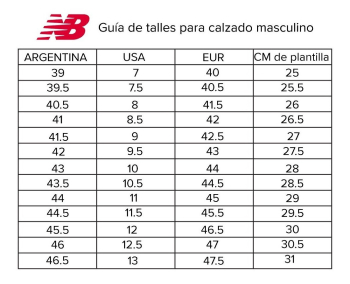 NB Guía de talles para calzado masculino
ARGENTINA USA EUR CM de plantilla
39 7 40 25
39.5 7.5 40.5 25.5
40.5 8 41.5 26
41 8.5 42 26.5
41.5 9 42.5 27
42 9.5 43 27.5
43 10 44 28
43.5 10.5 44.5 28.5
44 11 45 29
44.5 11.5 45.5 29.5
45.5 12 46.5 30
46 12.5 47 30.5
46.5 13 47.5 31